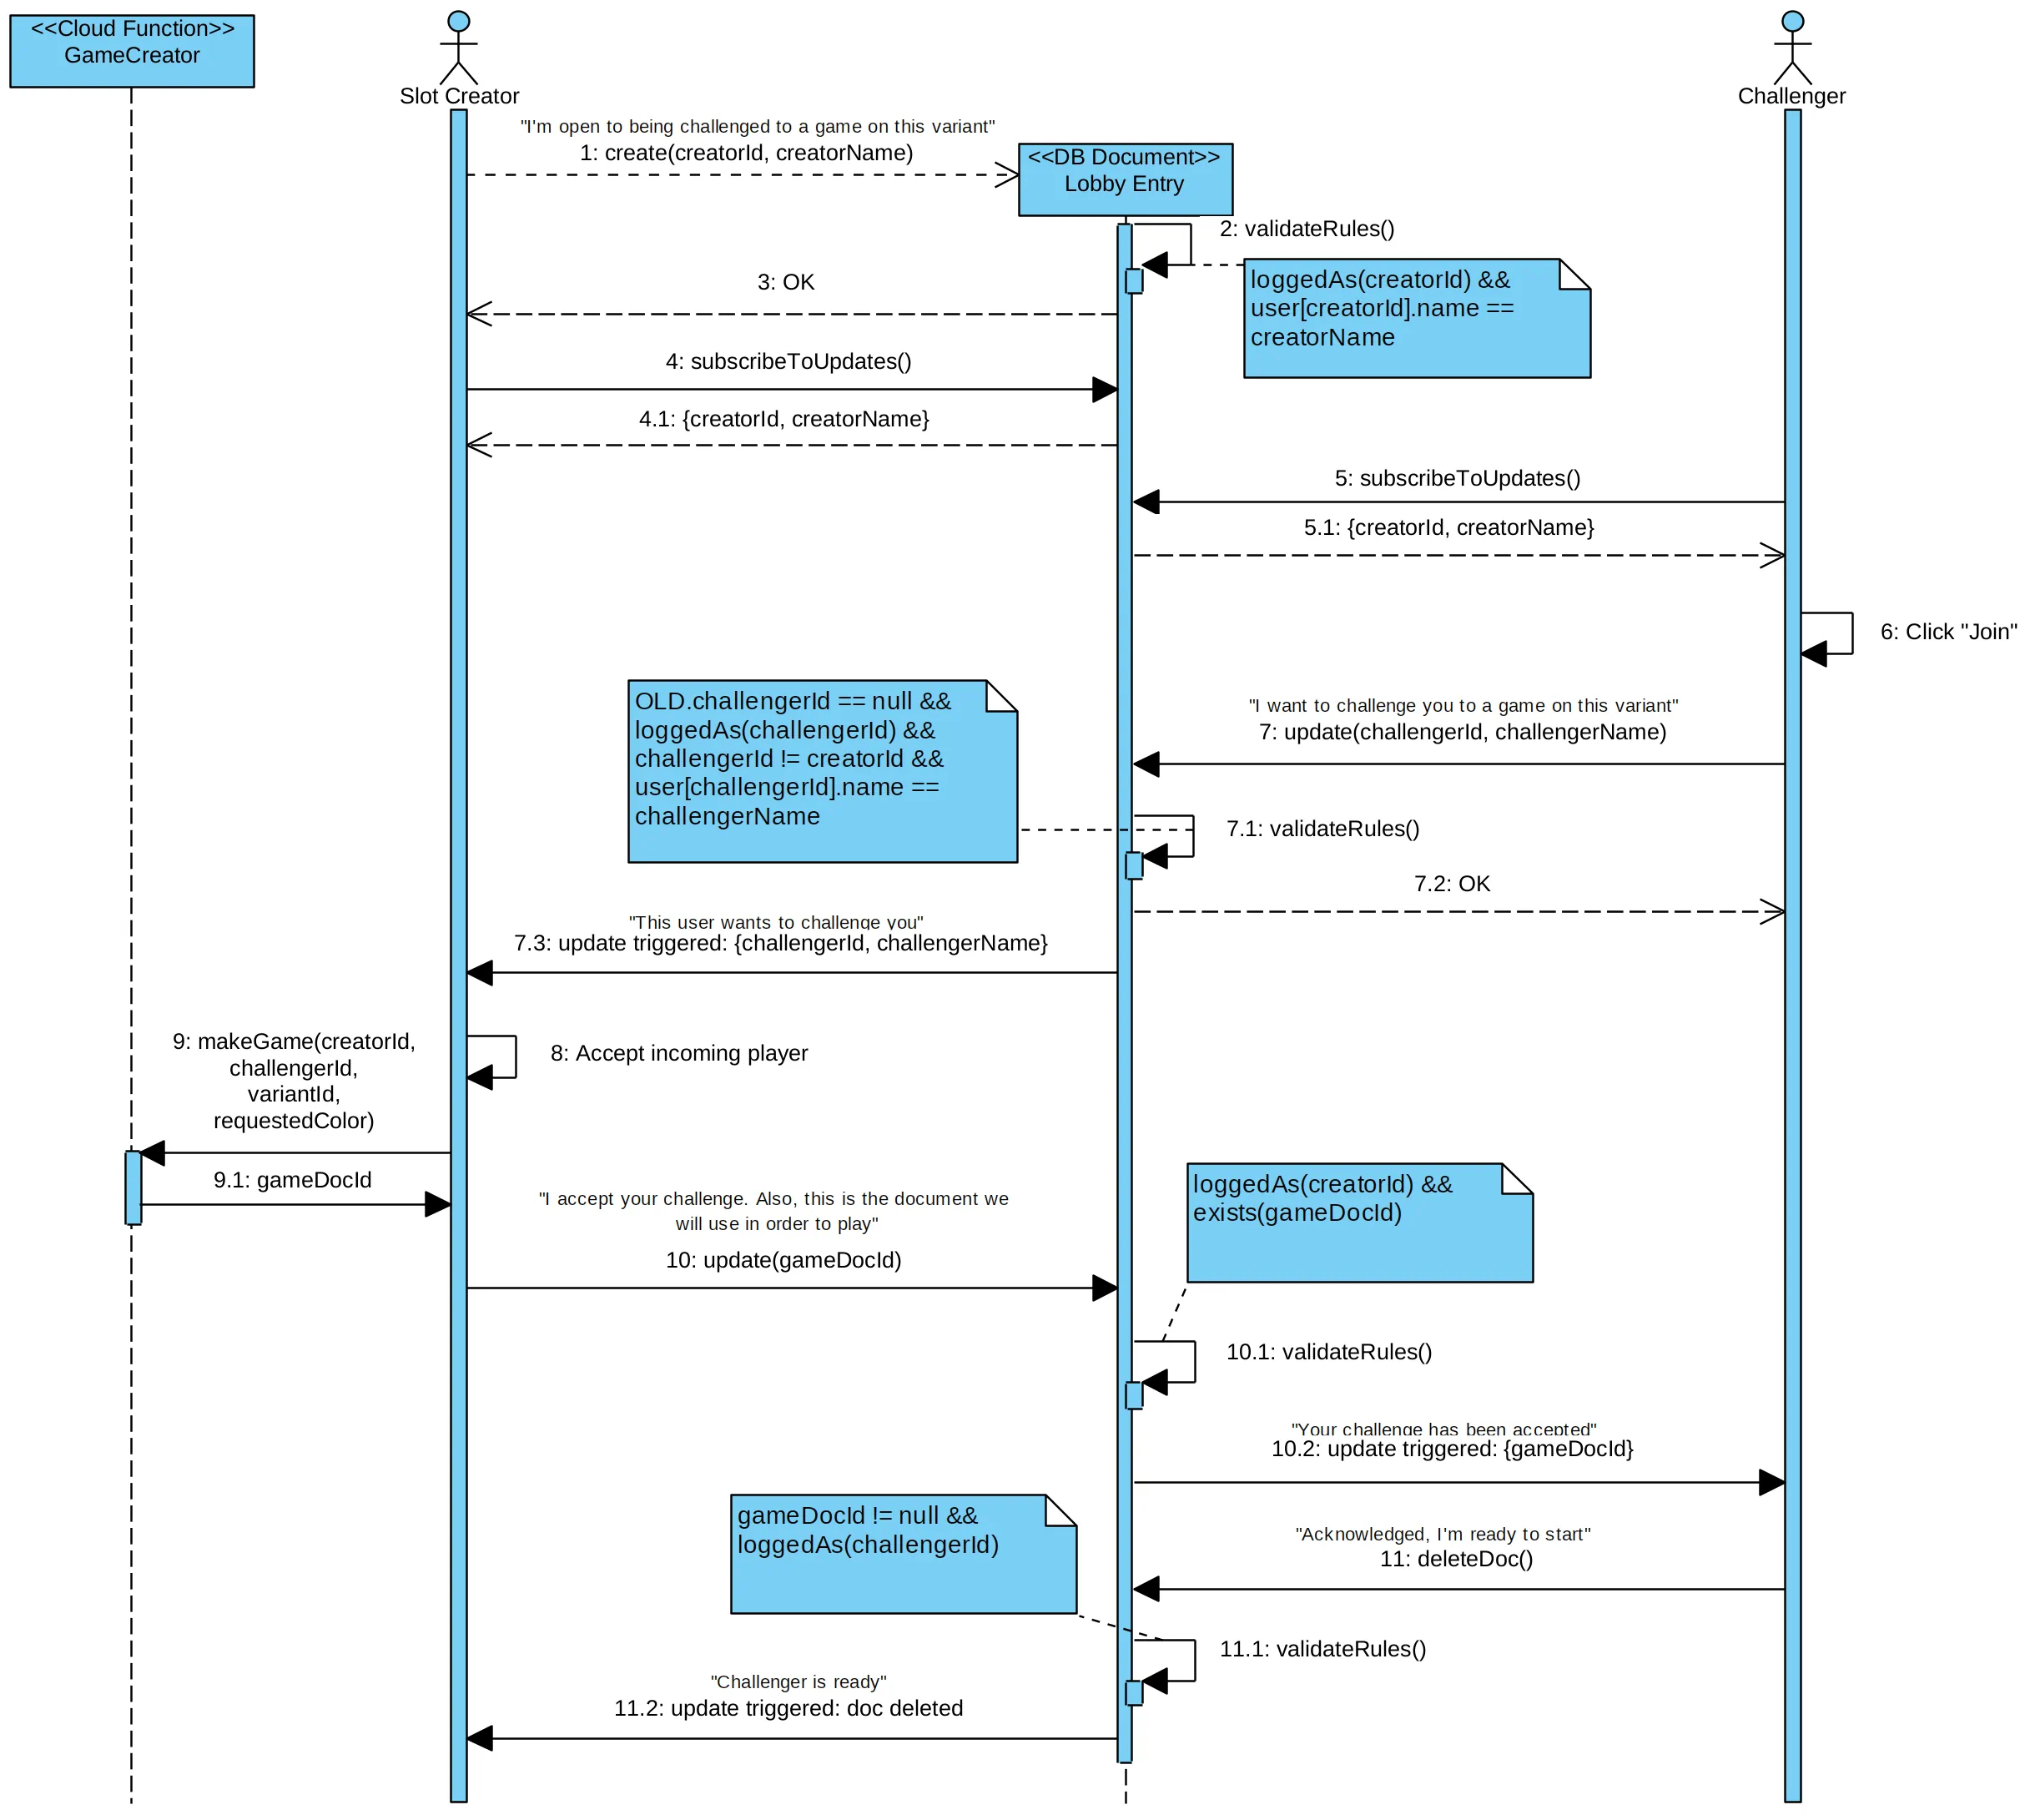 <<Cloud Function>>
GameCreator
Slot Creator
Challenger
"I'm open to being challenged to a game on this variant"
1: create(creatorId, creatorName)
<<DB Document>>
Lobby Entry
2: validateRules()
loggedAs(creatorId) &&
user[creatorId].name ==
creatorName
3: OK
4: subscribeToUpdates()
4.1: {creatorId, creatorName}
5: subscribeToUpdates()
5.1: {creatorId, creatorName}
6: Click "Join"
"I want to challenge you to a game on this variant"
7: update(challengerId, challengerName)
OLD.challengerId == null &&
loggedAs(challengerId) &&
challengerId != creatorId &&
user[challengerId].name ==
challengerName
7.1: validateRules()
7.2: OK
"This user wants to challenge you"
7.3: update triggered: {challengerId, challengerName}
8: Accept incoming player
9: makeGame(creatorId,
challengerId,
variantId,
requestedColor)
9.1: gameDocId
"I accept your challenge. Also, this is the document we
will use in order to play"
10: update(gameDocId)
loggedAs(creatorId) &&
exists(gameDocId)
10.1: validateRules()
"Your challenge has been accepted"
10.2: update triggered: {gameDocId}
gameDocId != null &&
loggedAs(challengerId)
"Acknowledged, I'm ready to start"
11: deleteDoc()
11.1: validateRules()
"Challenger is ready"
11.2: update triggered: doc deleted